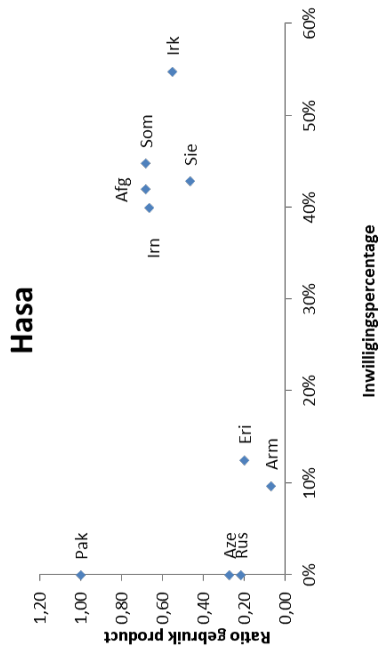 Hasa
Ratio gebruik product
1,20
1,00
0,80
0,60
0,40
0,20
0,00
Pak
Aze
Rus
Eri
Arm
Afg
Som
Irn
Sie
Irk
0%
10%
20%
30%
40%
50%
60%
Inwilligingspercentage